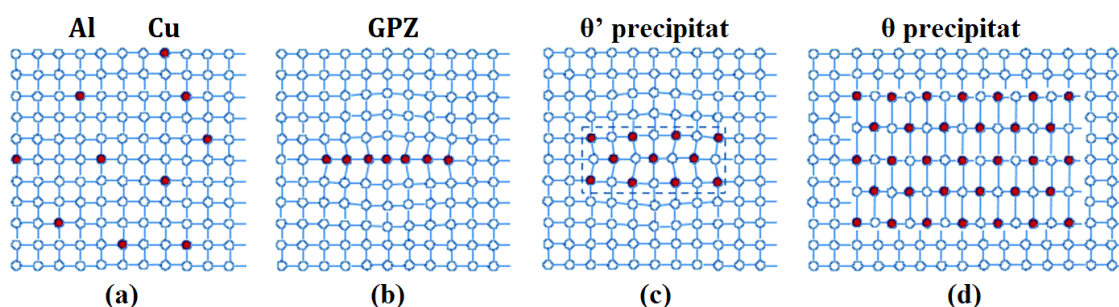 Al Cu GPZ θ’ precipitat θ precipitat
(a) (b) (c) (d)